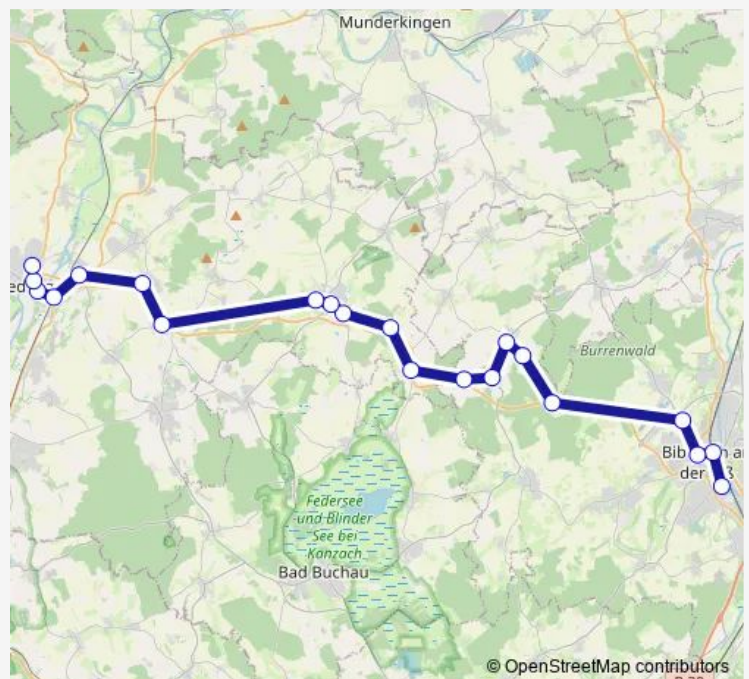 Munderkingen
Burrenwald
Federsee
und Blinder
See bei
Kanzach
Bad Buchau
© OpenStreetMap contributors